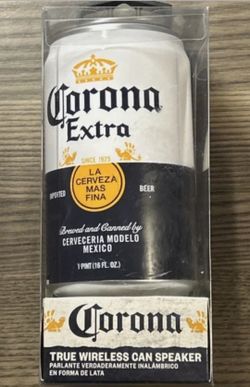 Corona
Extra
SINCE 1925
LA
CERVEZA
MAS
FINA
IMPORTED
BEER
Brewed and Canned by
CERVECERIA MODELO
MEXICO
1 PINT (16 FL. OZ.)
Corona
TRUE WIRELESS CAN SPEAKER
PARLANTE VERDADERAMENTE INALÁMBRICO
EN FORMA DE LATA